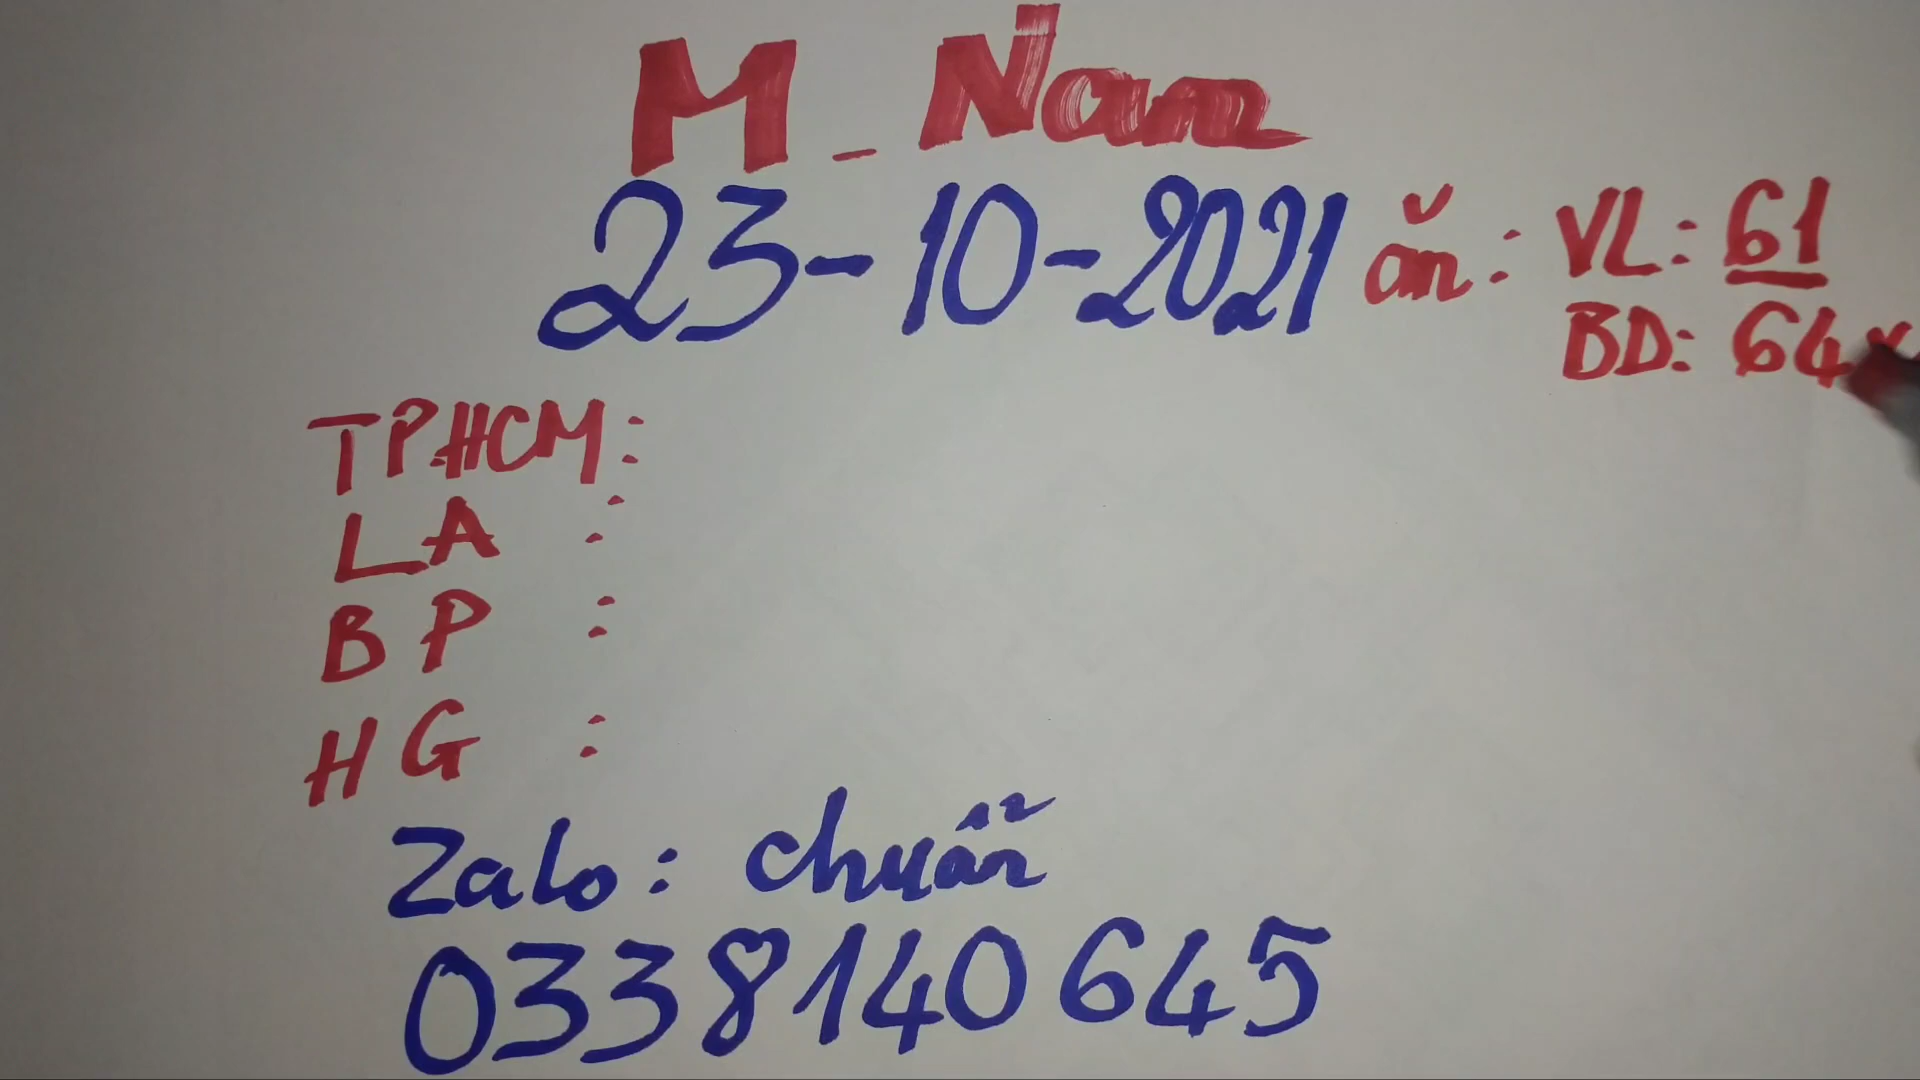 M_Nam
23-10-2021 ăn: VL: 61
BD: 64
TPHCM:
LA :
BP :
HG :
Zalo: chuẩn
0338140645